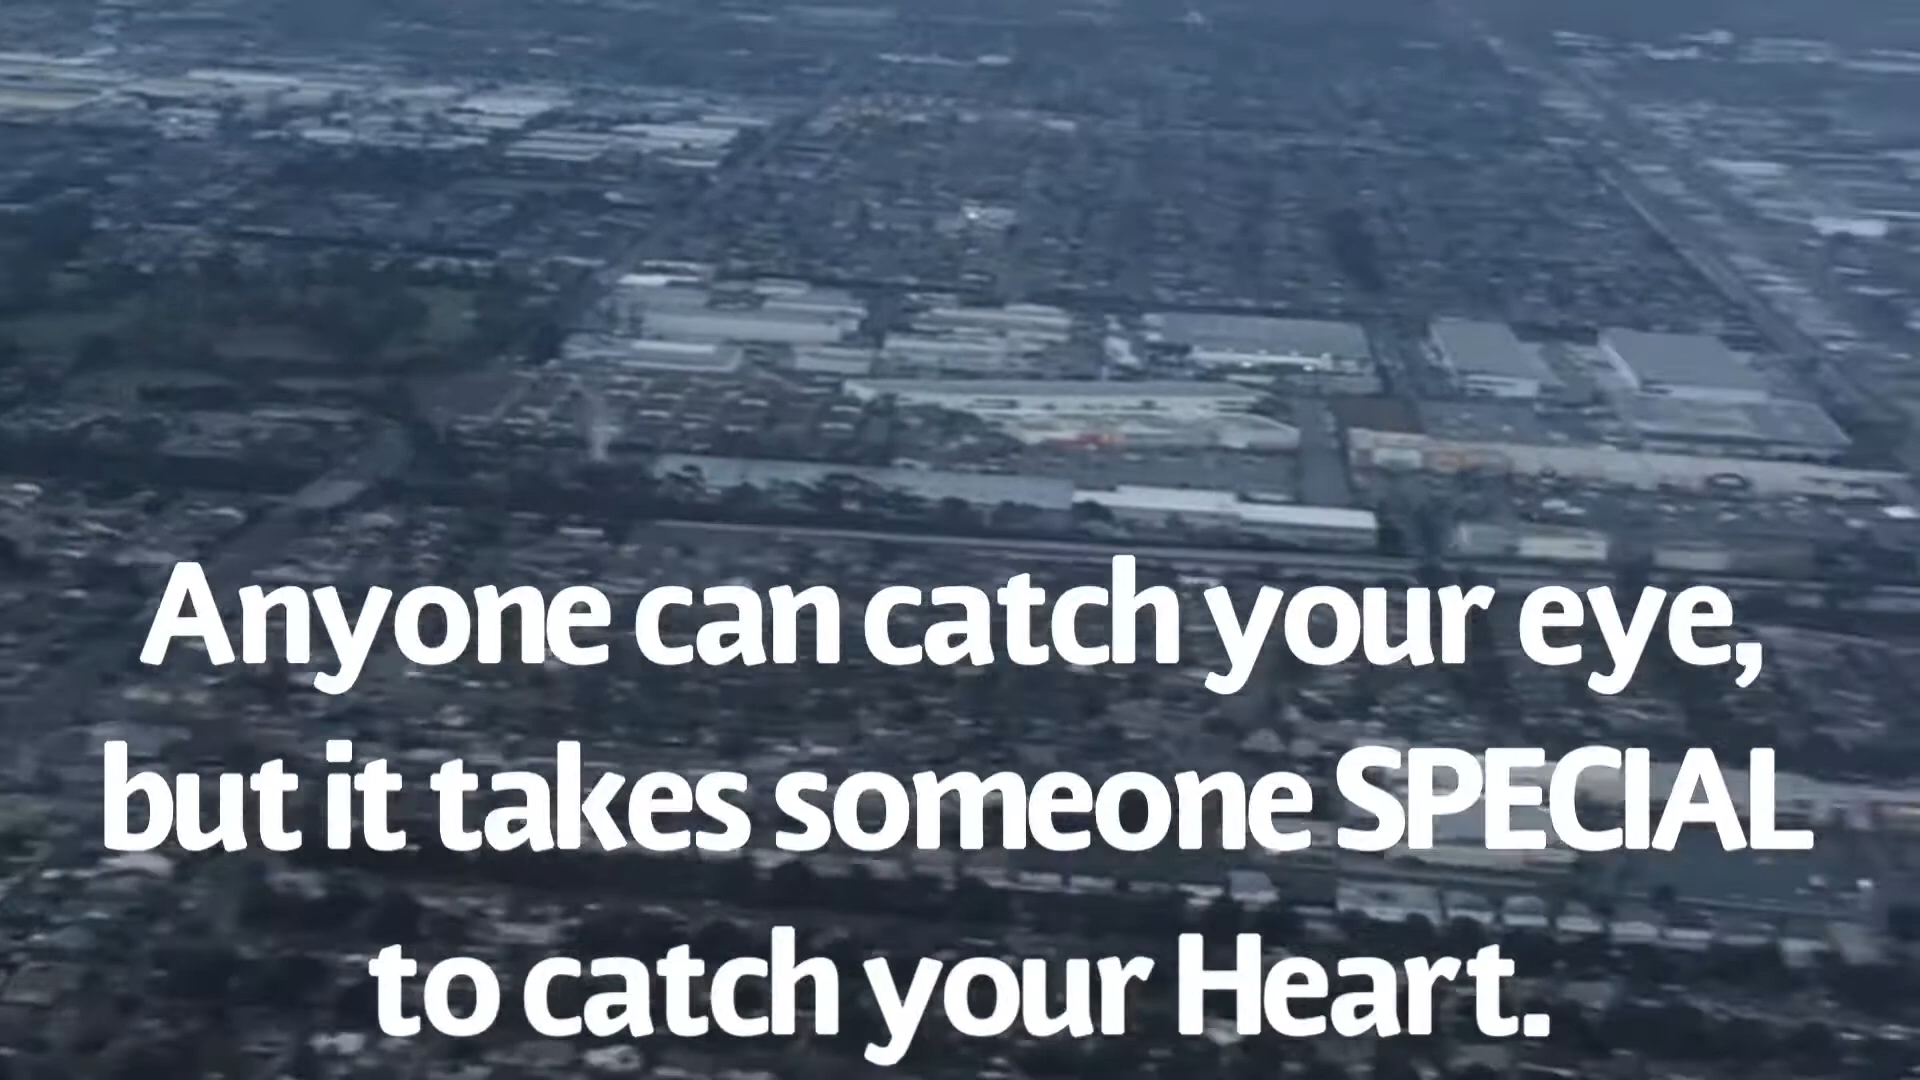 Anyone can catch your eye,
but it takes someone SPECIAL
to catch your Heart.